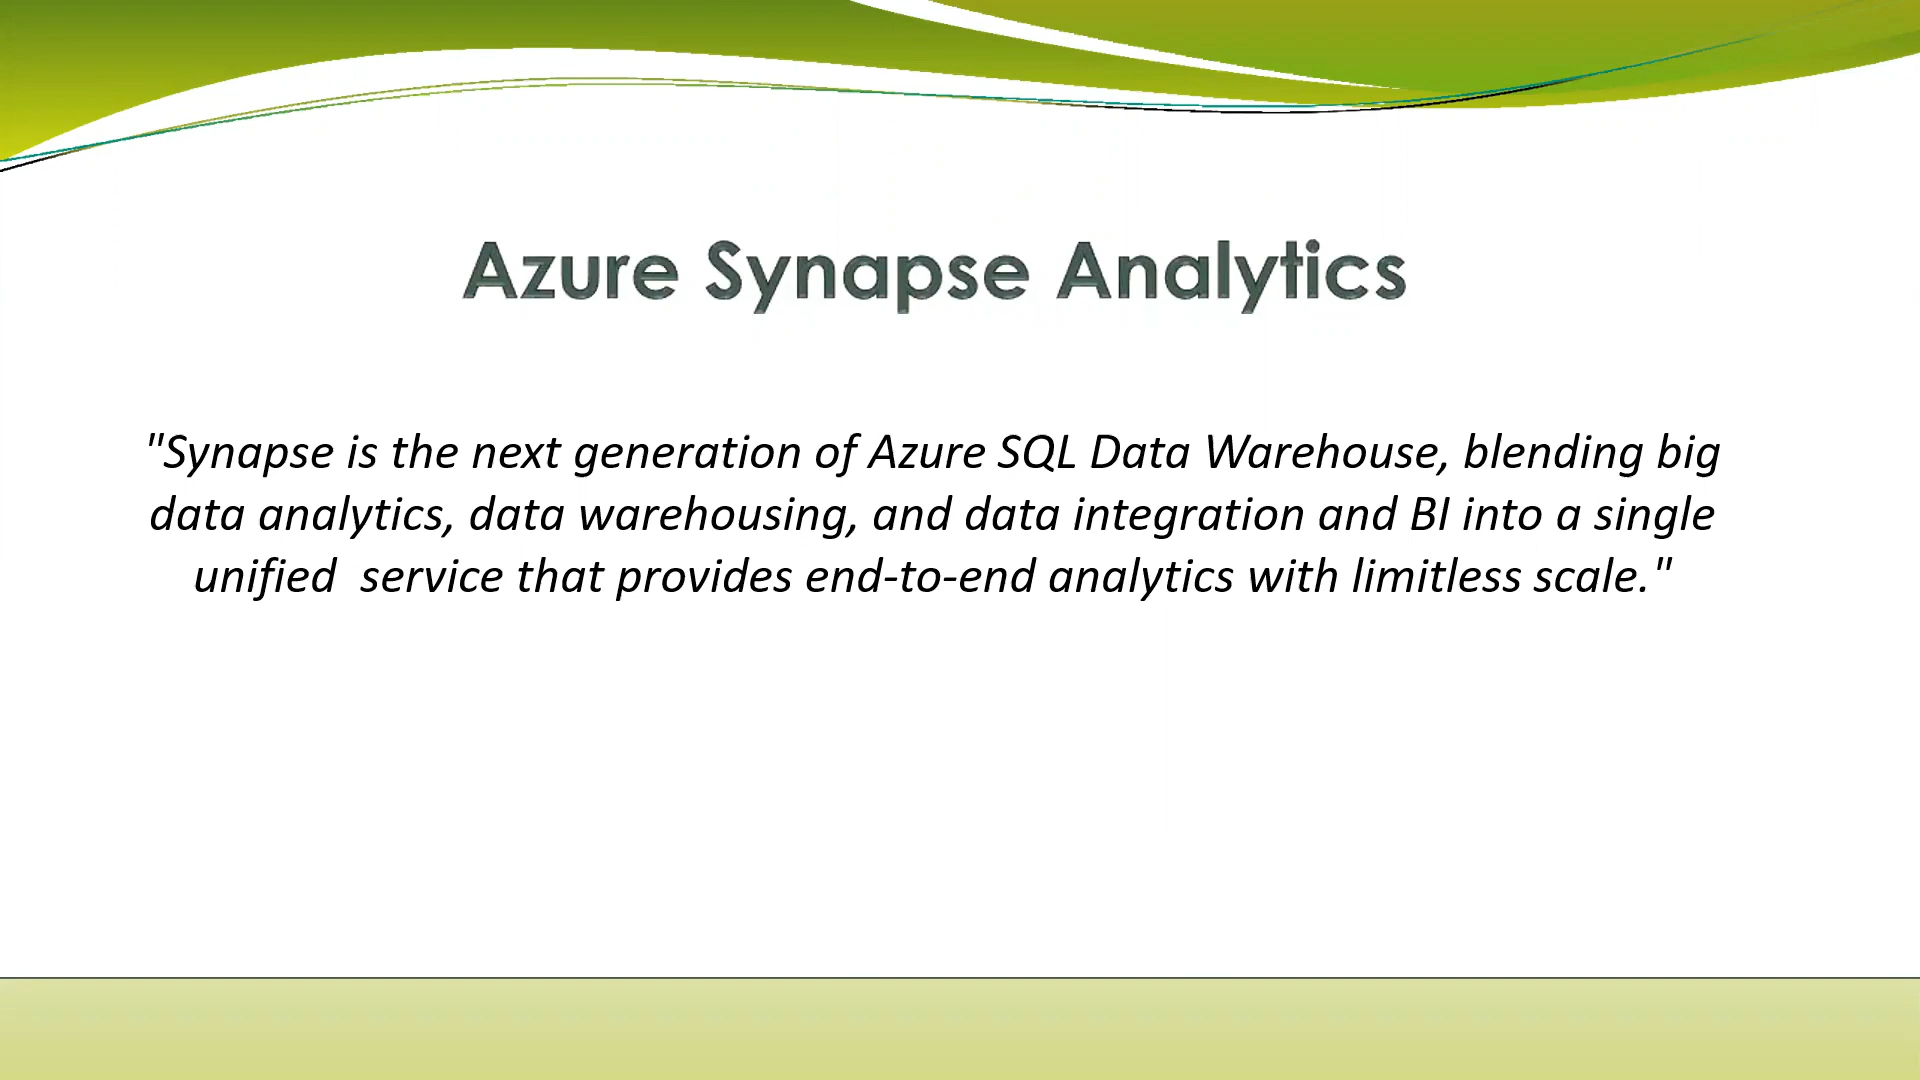 Azure Synapse Analytics
"Synapse is the next generation of Azure SQL Data Warehouse, blending big
data analytics, data warehousing, and data integration and BI into a single
unified  service that provides end-to-end analytics with limitless scale."